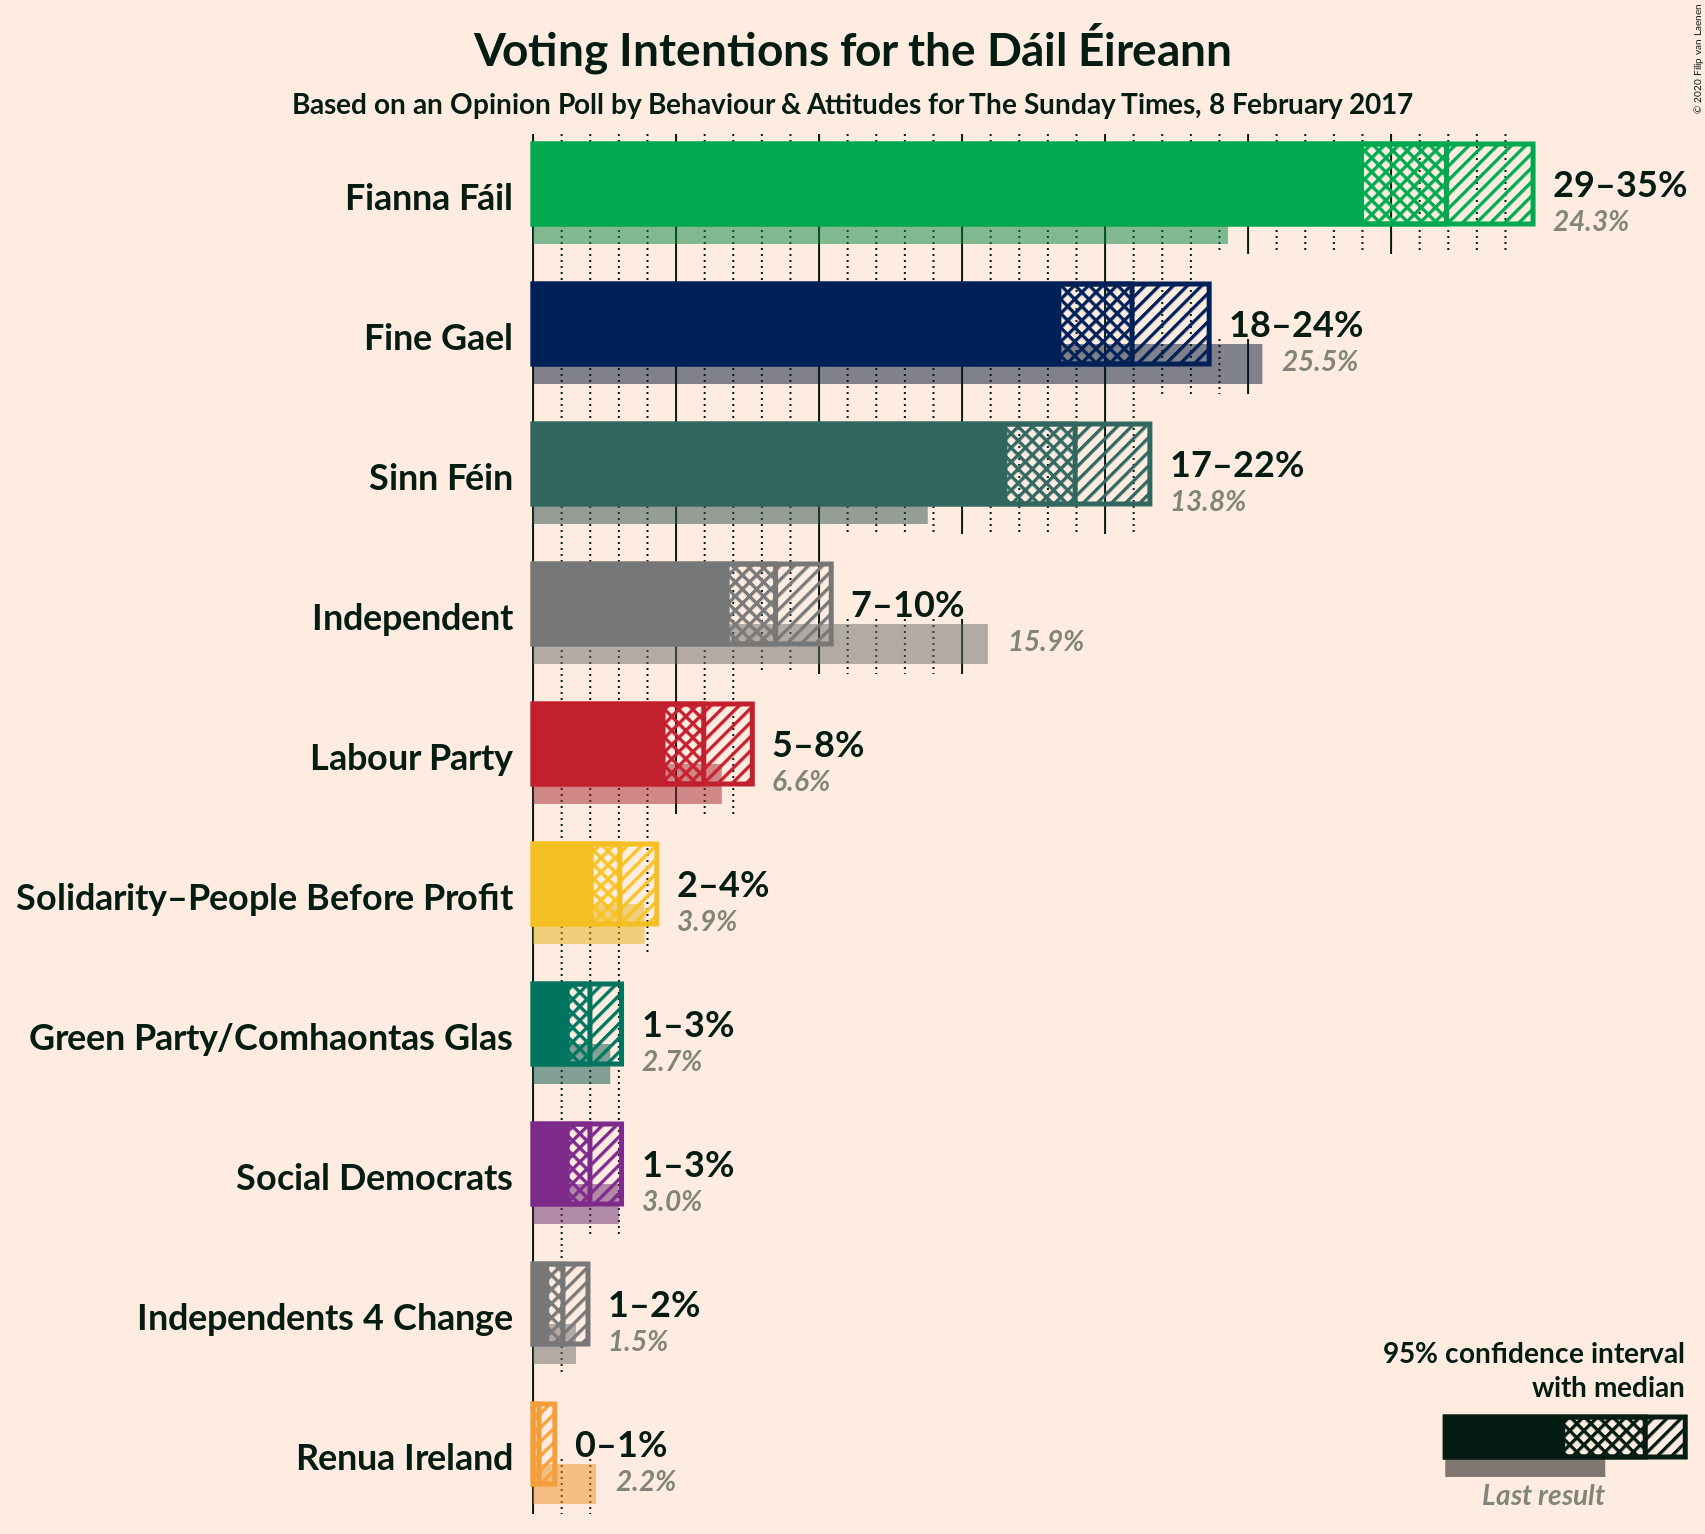 Voting Intentions for the Dáil Éireann
Based on an Opinion Poll by Behaviour & Attitudes for The Sunday Times, 8 February 2017
© 2020 Filip van Laenen
Fianna Fáil
29–35%
24.3%
Fine Gael
18–24%
25.5%
Sinn Féin
17–22%
13.8%
Independent
7–10%
15.9%
Labour Party
5–8%
6.6%
Solidarity–People Before Profit
2–4%
3.9%
Green Party/Comhaontas Glas
1–3%
2.7%
Social Democrats
1–3%
3.0%
Independents 4 Change
1–2%
1.5%
Renua Ireland
0–1%
2.2%
95% confidence interval
with median
Last result